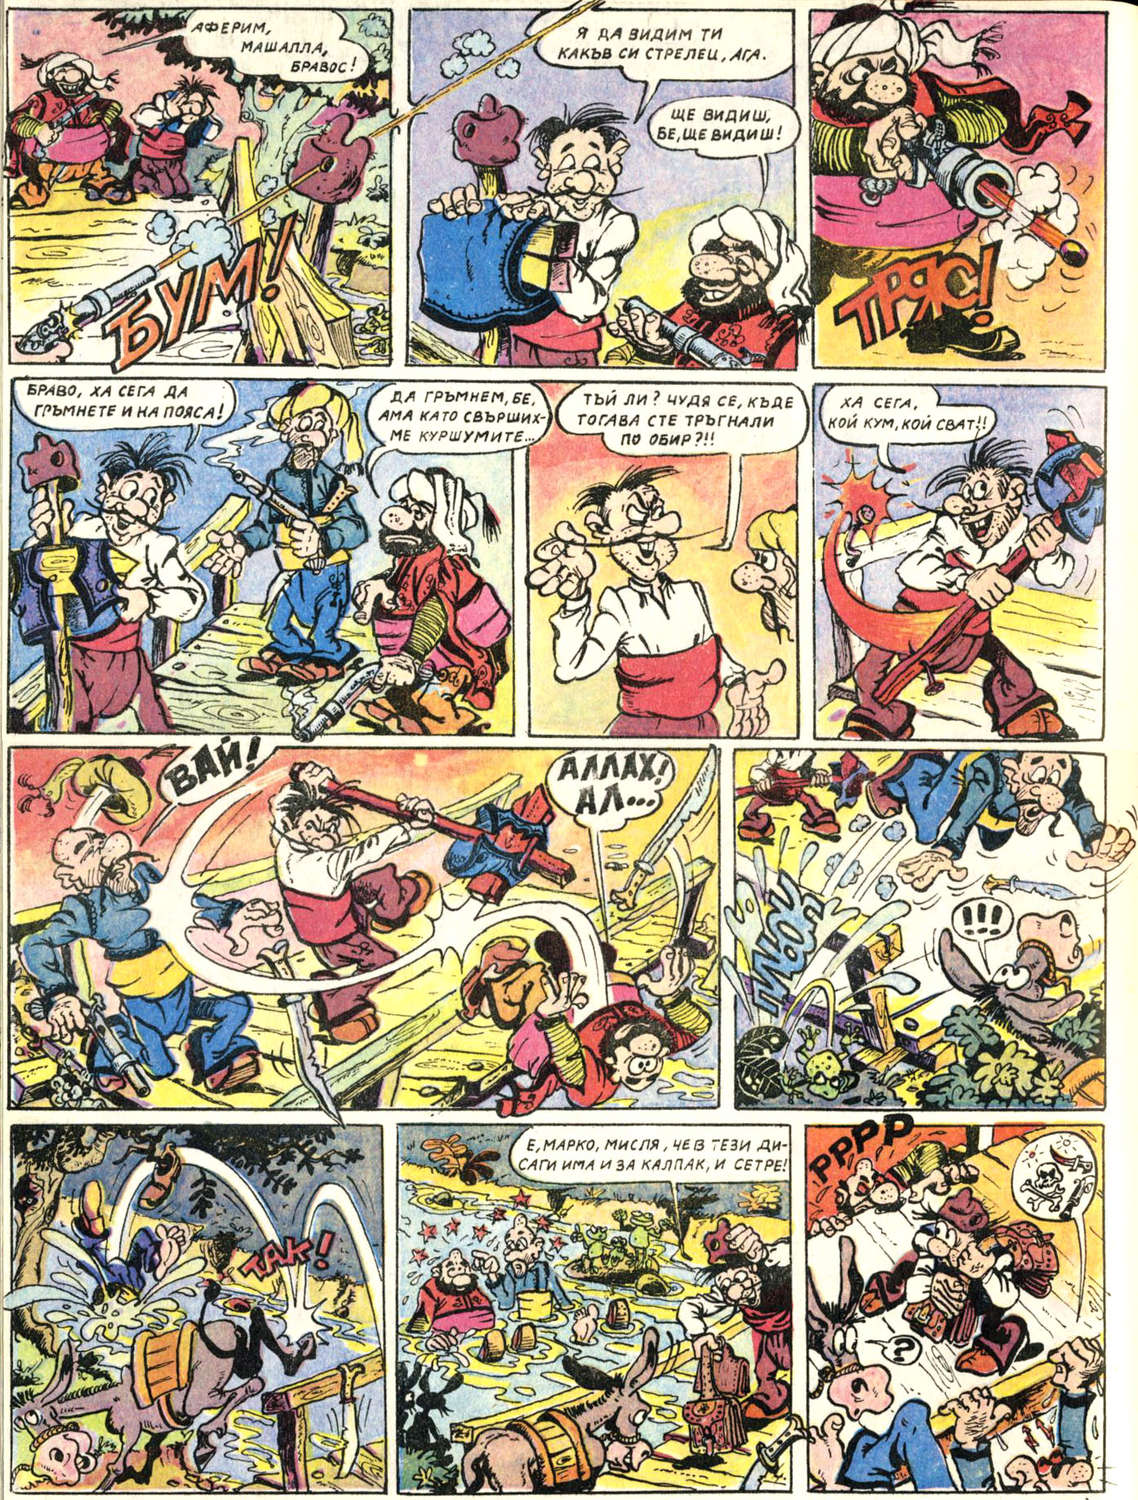 АФЕРИМ,
МАШАЛЛА,
БРАВОС!
БУМ!
Я ДА ВИДИМ ТИ
КАКЪВ СИ СТРЕЛЕЦ, АГА.
ЩЕ ВИДИШ,
БЕ, ЩЕ ВИДИШ!
ТРЯС!
БРАВО, ХА СЕГА ДА
ГРЪМНЕТЕ И НА ПОЯСА!
ДА ГРЪМНЕМ, БЕ,
АМА КАТО СВЪРШИХ-
МЕ КУРШУМИТЕ...
ТЪЙ ЛИ? ЧУДЯ СЕ, КЪДЕ
ТОГАВА СТЕ ТРЪГНАЛИ
ПО ОБИР?!!
ХА СЕГА,
КОЙ КУМ, КОЙ СВАТ!!
ВАЙ!
АЛЛАХ!
АЛ...
ПЛЬОК
!!!
ТАК!
Е, МАРКО, МИСЛЯ, ЧЕ В ТЕЗИ ДИ-
САГИ ИМА И ЗА КАЛПАК, И СЕТРЕ!
РРРР
?